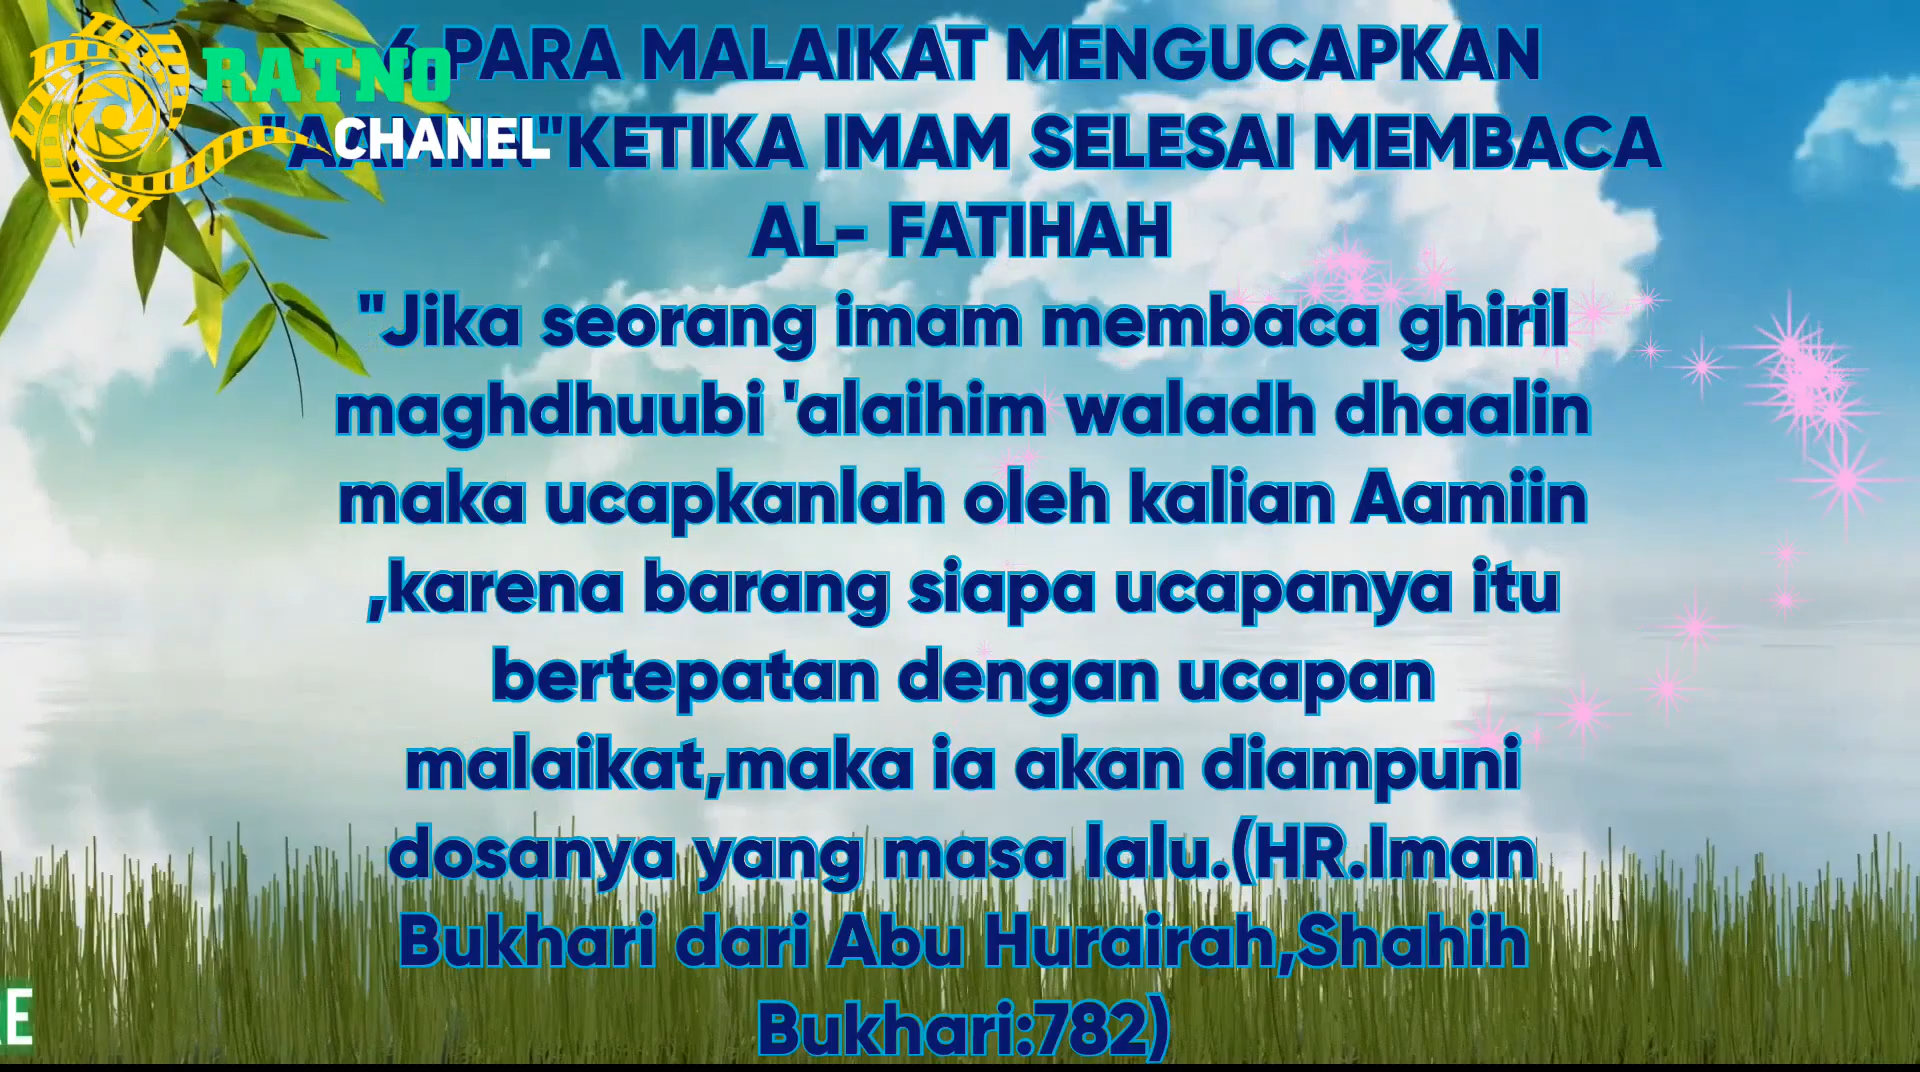 RATNO
CHANEL
PARA MALAIKAT MENGUCAPKAN
KETIKA IMAM SELESAI MEMBACA
AL- FATIHAH
"Jika seorang imam membaca ghiril
maghdhuubi 'alaihim waladh dhaalin
maka ucapkanlah oleh kalian Aamiin
,karena barang siapa ucapanya itu
bertepatan dengan ucapan
malaikat,maka ia akan diampuni
dosanya yang masa lalu.(HR.Iman
Bukhari dari Abu Hurairah,Shahih
Bukhari:782)